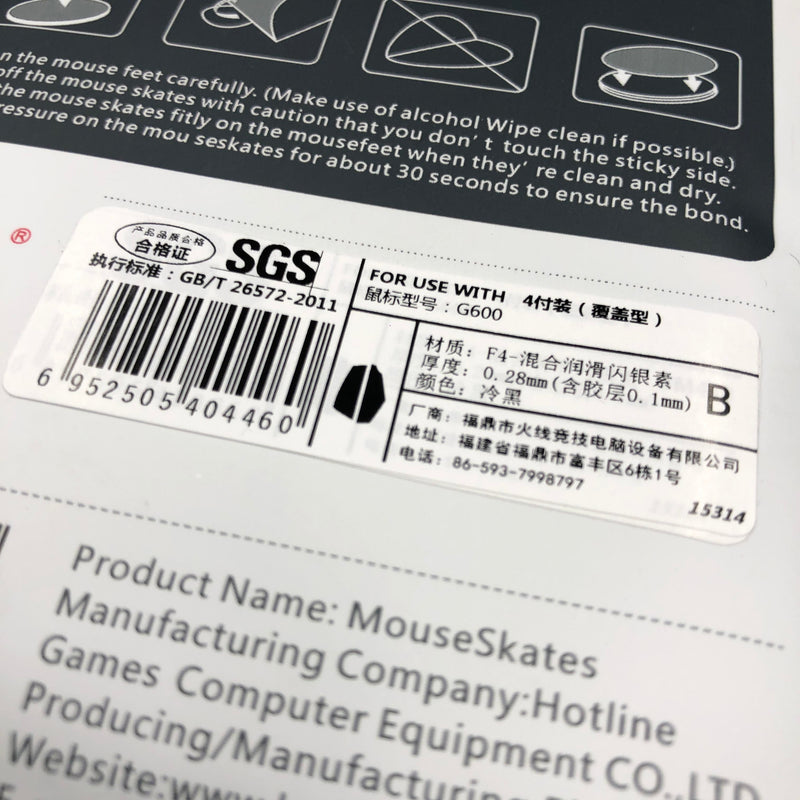 n the mouse feet carefully. (Make use of alcohol Wipe clean if possible.)
off the mouse skates with caution that you don't touch the sticky side.
the mouse skates fitly on the mousefeet when they're clean and dry.
ressure on the mou seskates for about 30 seconds to ensure the bond.
®
产品品质合格
合格证
SGS
执行标准：GB/T 26572-2011
6 952505 404460
FOR USE WITH 4付装（覆盖型）
鼠标型号：G600
材质：F4-混合润滑闪银素
厚度：0.28mm(含胶层0.1mm)
颜色：冷黑
B
厂商：福鼎市火线竞技电脑设备有限公司
地址：福建省福鼎市富丰区6栋1号
电话：86-593-7998797
15314
Product Name: MouseSkates
Manufacturing Company:Hotline
Games Computer Equipment CO.,LTD
Producing/Manufacturing
Website:www.